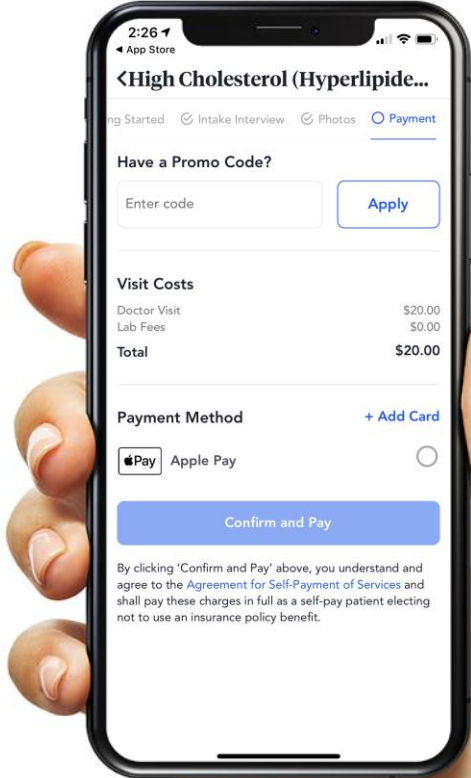 2:26
◀ App Store
<High Cholesterol (Hyperlipide...
ng Started Intake Interview Photos Payment
Have a Promo Code?
Enter code Apply
Visit Costs
Doctor Visit $20.00
Lab Fees $0.00
Total $20.00
Payment Method + Add Card
Pay Apple Pay
Confirm and Pay
By clicking ‘Confirm and Pay’ above, you understand and
agree to the Agreement for Self-Payment of Services and
shall pay these charges in full as a self-pay patient electing
not to use an insurance policy benefit.